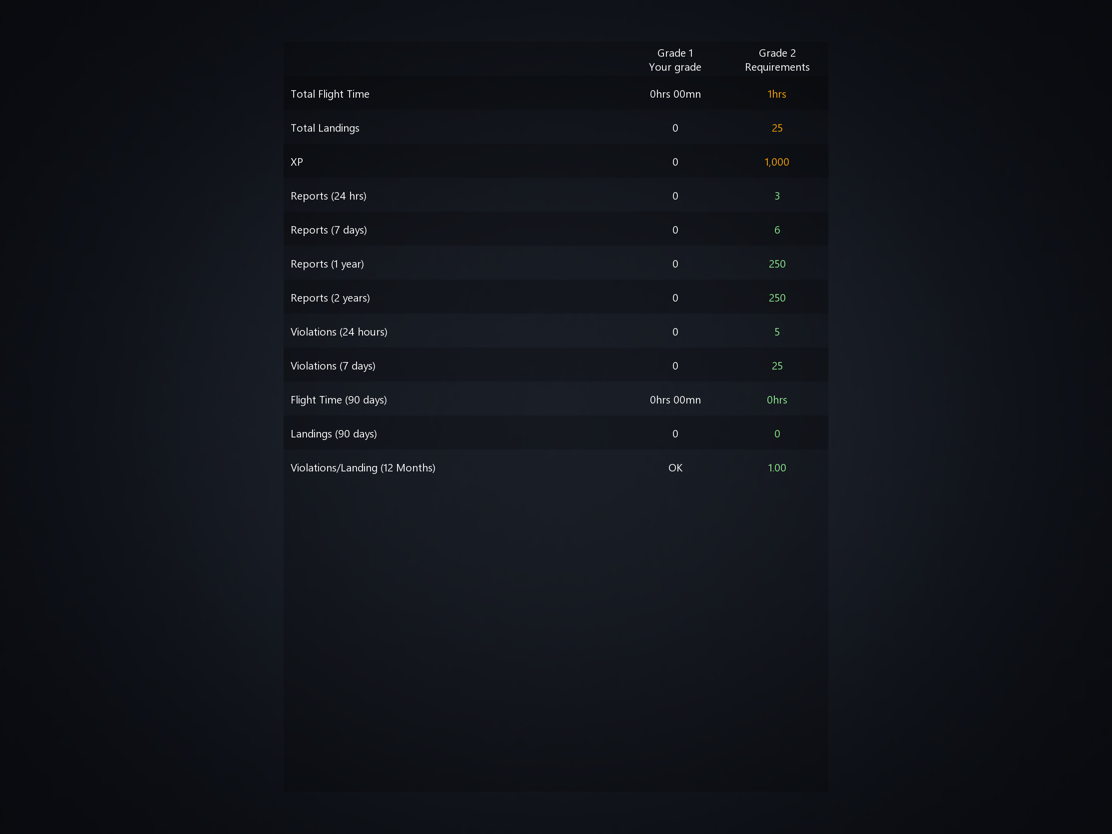 Grade 1 Grade 2
Your grade Requirements
Total Flight Time 0hrs 00mn 1hrs
Total Landings 0 25
XP 0 1,000
Reports (24 hrs) 0 3
Reports (7 days) 0 6
Reports (1 year) 0 250
Reports (2 years) 0 250
Violations (24 hours) 0 5
Violations (7 days) 0 25
Flight Time (90 days) 0hrs 00mn 0hrs
Landings (90 days) 0 0
Violations/Landing (12 Months) OK 1.00